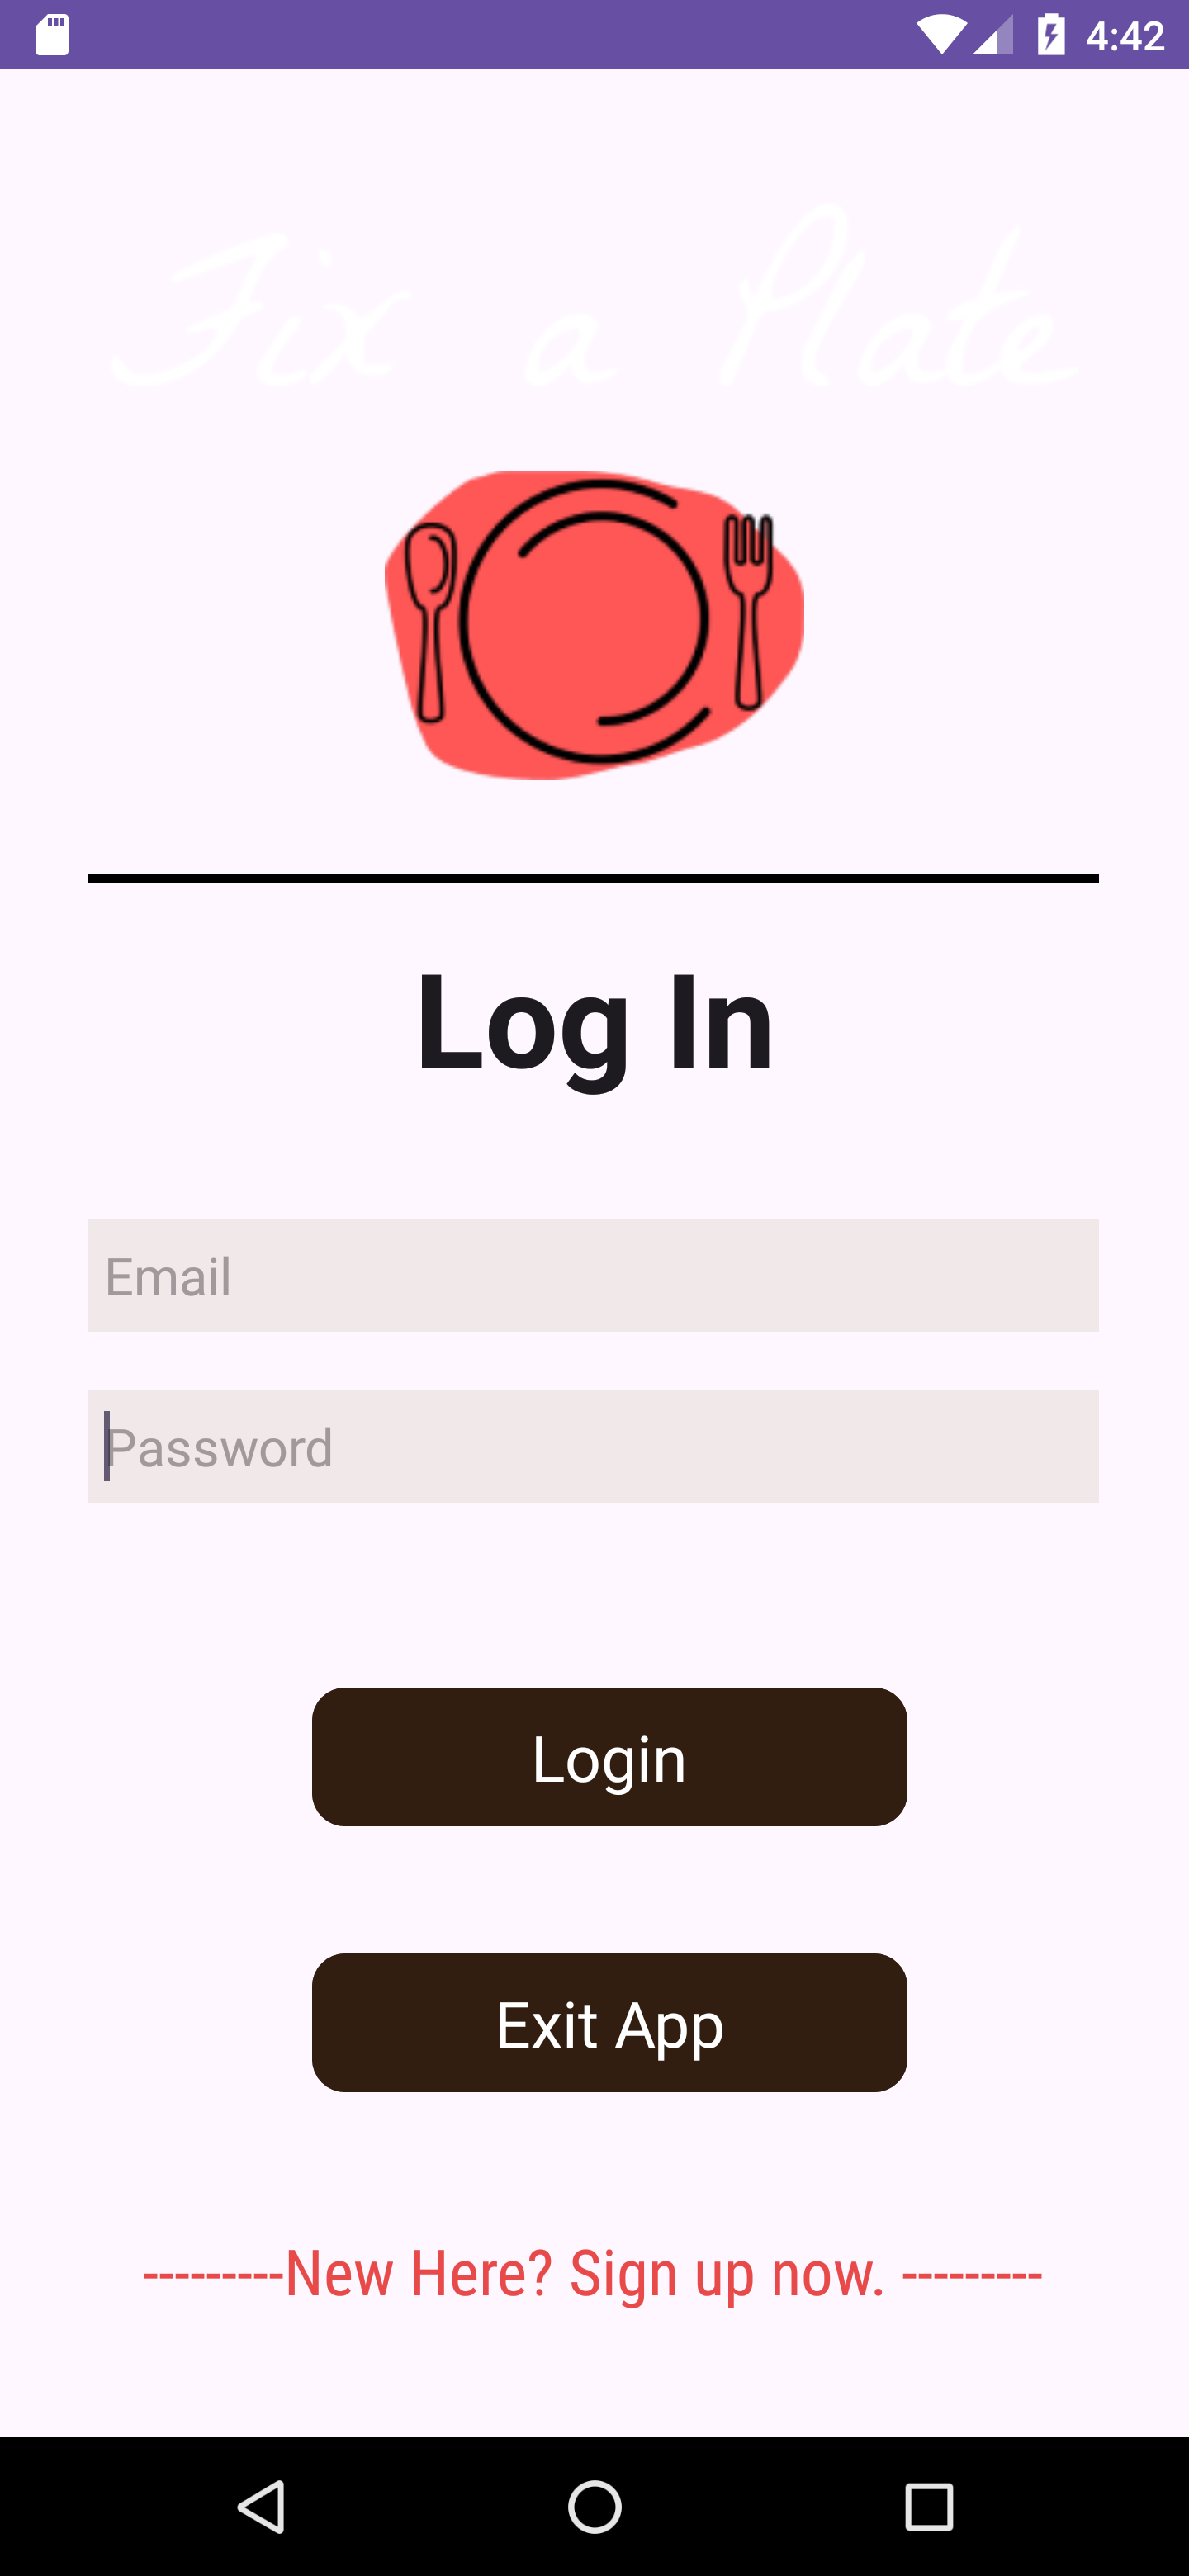 4:42
Fix a Plate
Log In
Email
Password
Login
Exit App
---------New Here? Sign up now. ---------